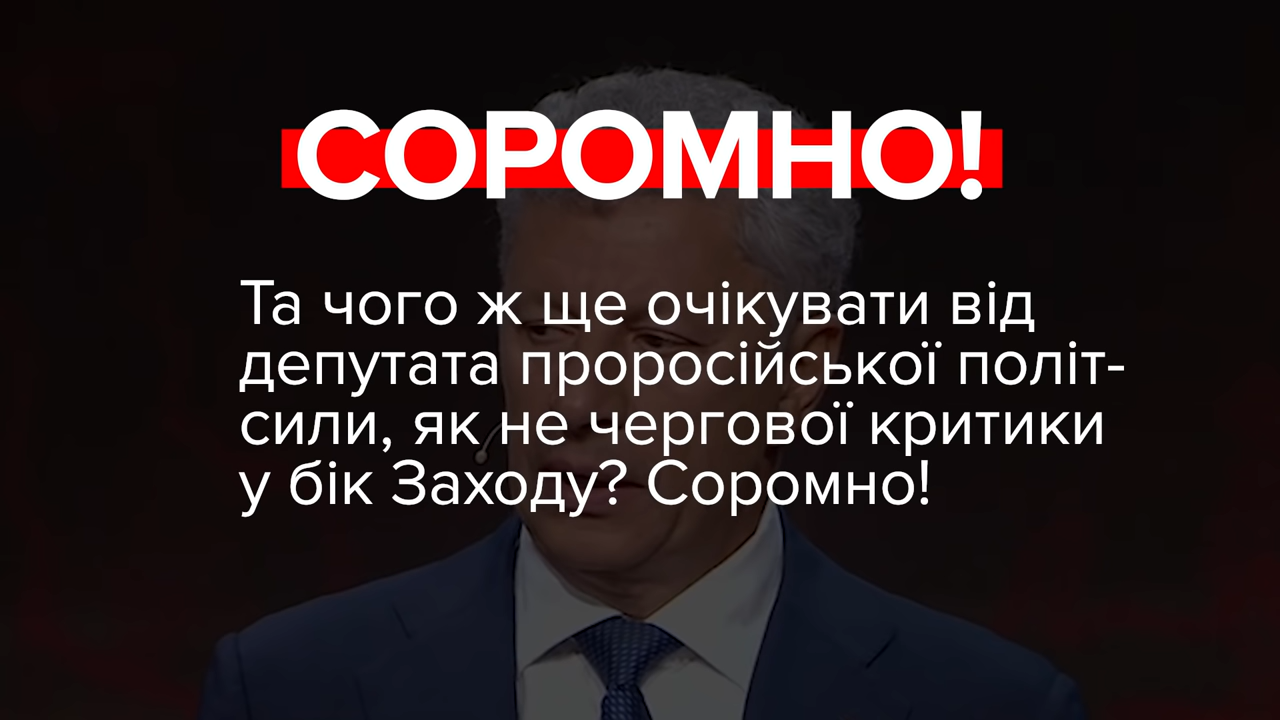 СОРОМНО!
Та чого ж ще очікувати від
депутата проросійської політ-
сили, як не чергової критики
у бік Заходу? Соромно!